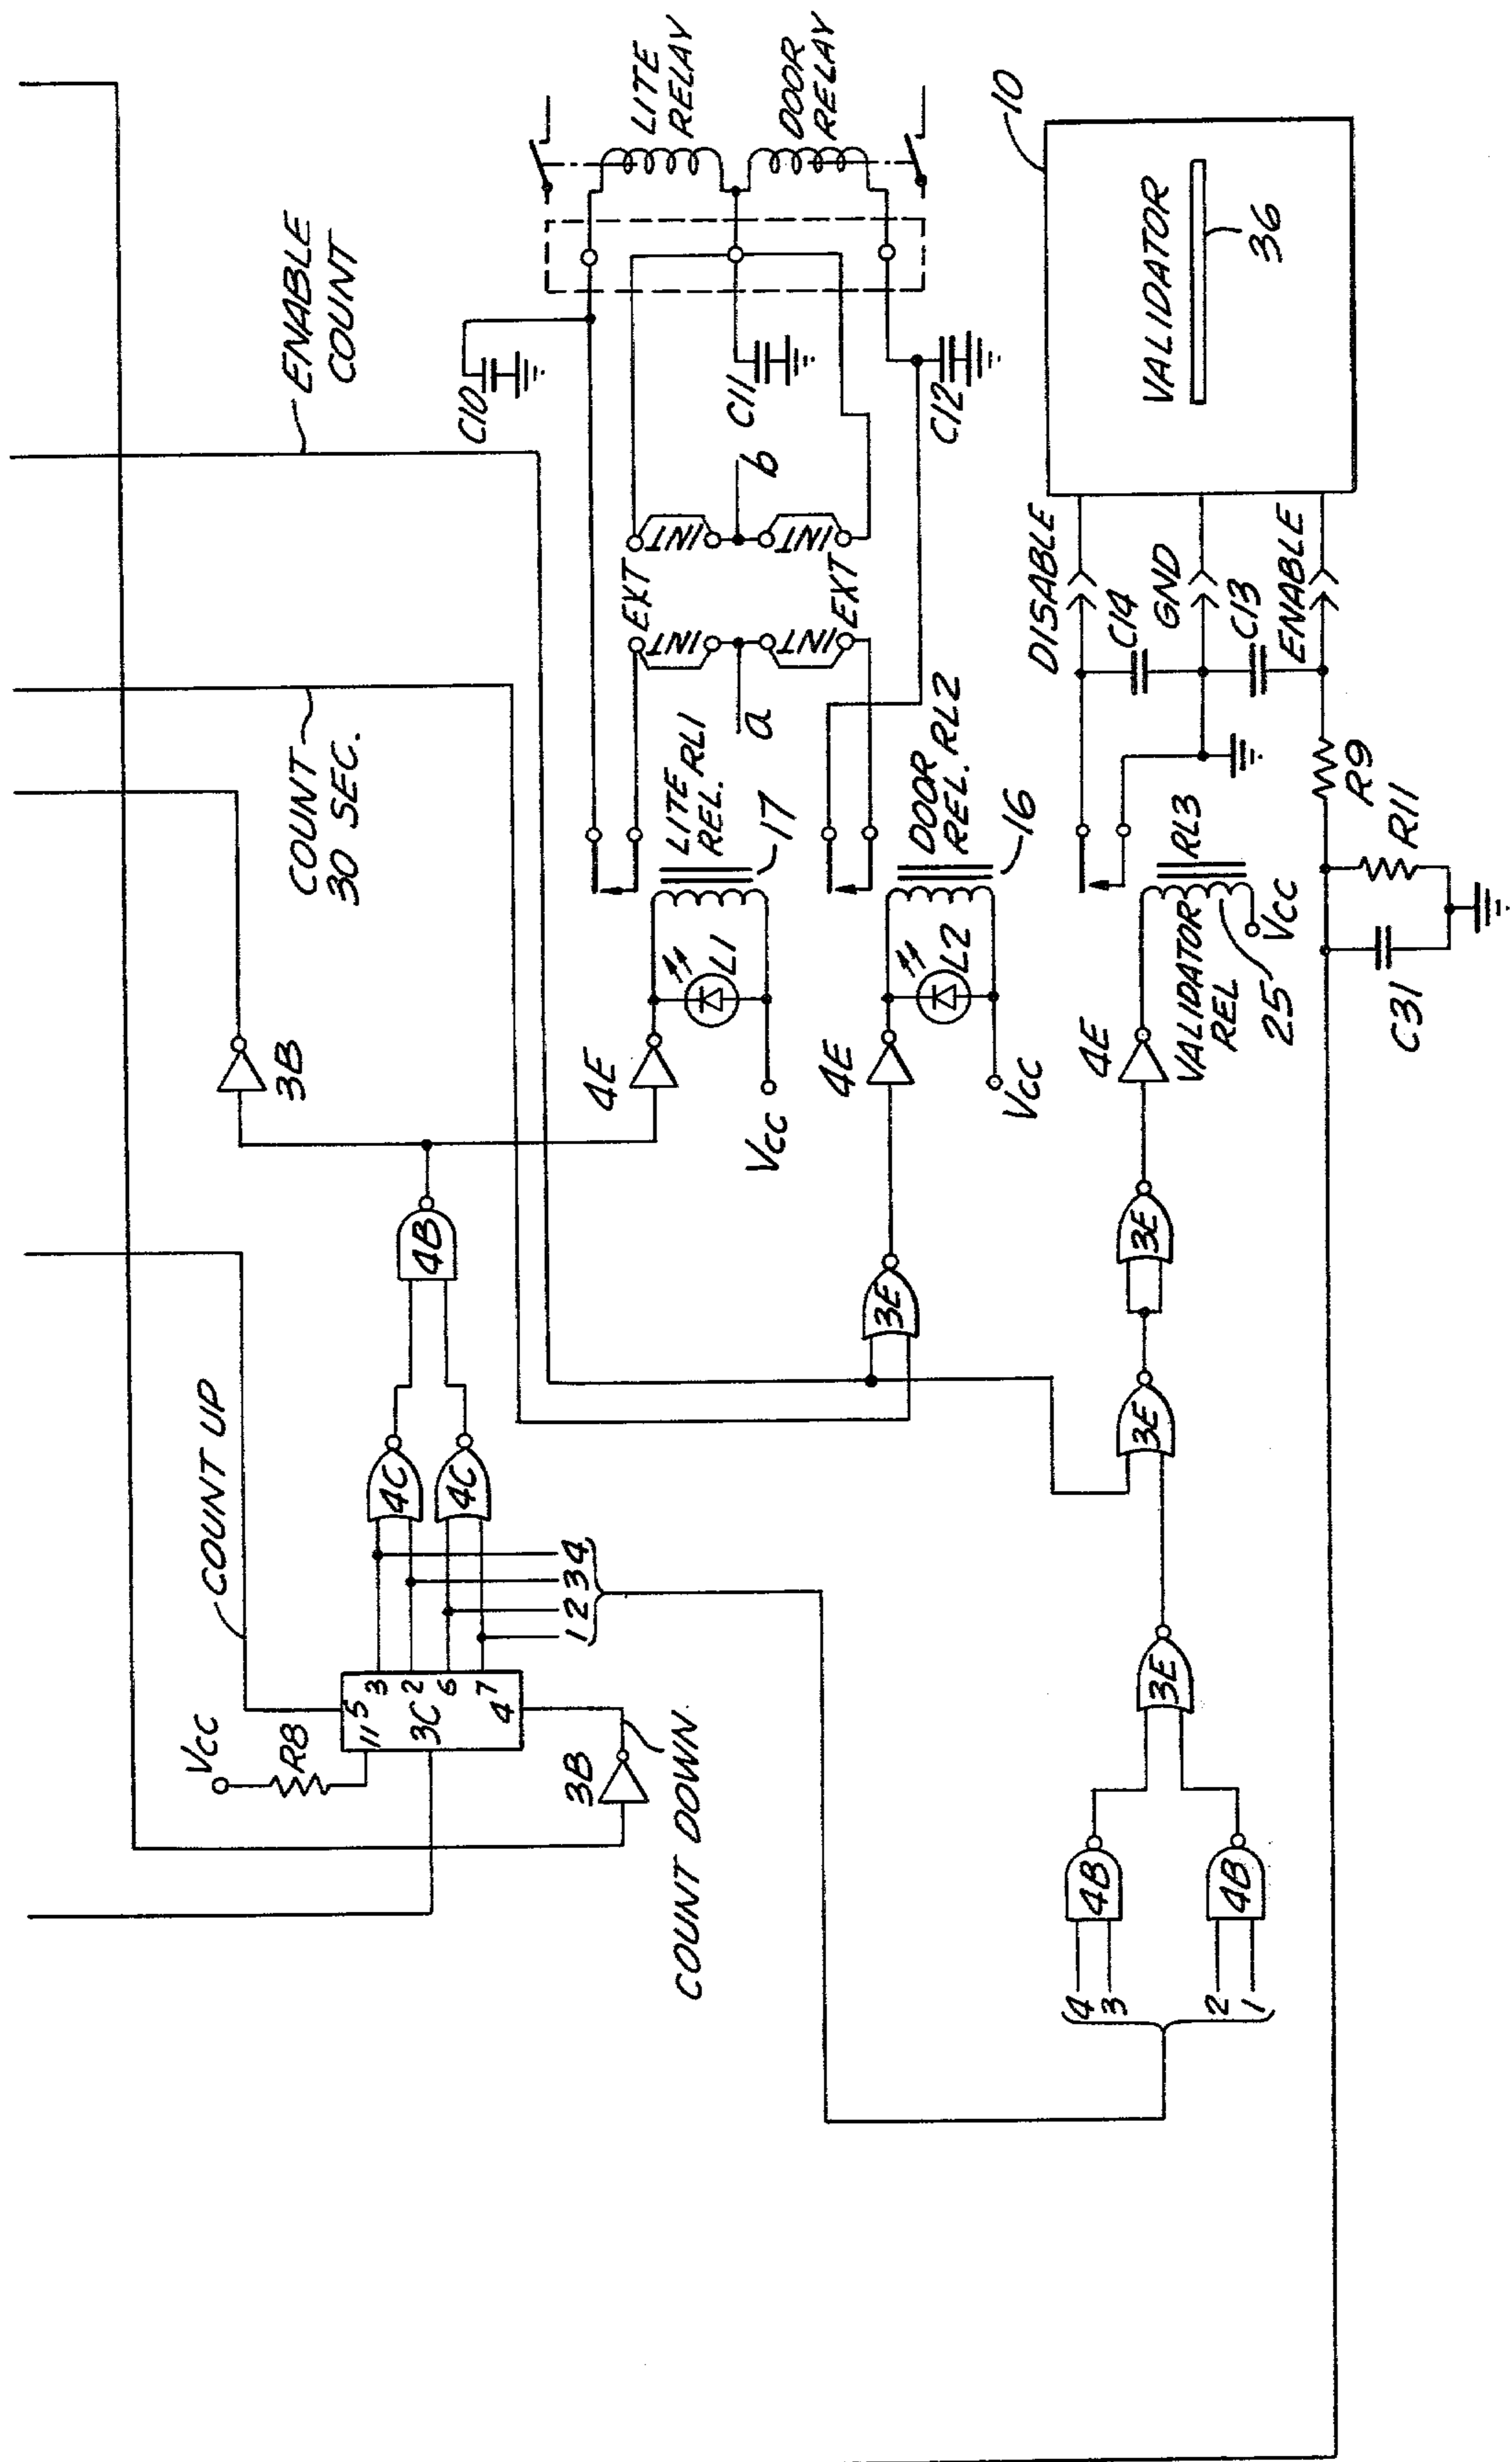 COUNT UP
Vcc
R8
5
11
3
3C
2
6
7
4
1 2 3 4
3B
COUNT DOWN
4C
4C
4B
3B
COUNT
30 SEC.
ENABLE
COUNT
4E
Vcc
L1
LITE
REL.
RL1
17
EXT
INT
INT
INT
INT
EXT
a
b
C10
C11
C12
LITE
RELAY
DOOR
RELAY
3E
4E
Vcc
L2
DOOR
REL.
RL2
16
4
3
2
1
4B
4B
3E
3E
3E
4E
VALIDATOR
REL
RL3
25
Vcc
DISABLE
C14
GND
C13
ENABLE
R9
R11
C31
VALIDATOR
36
10